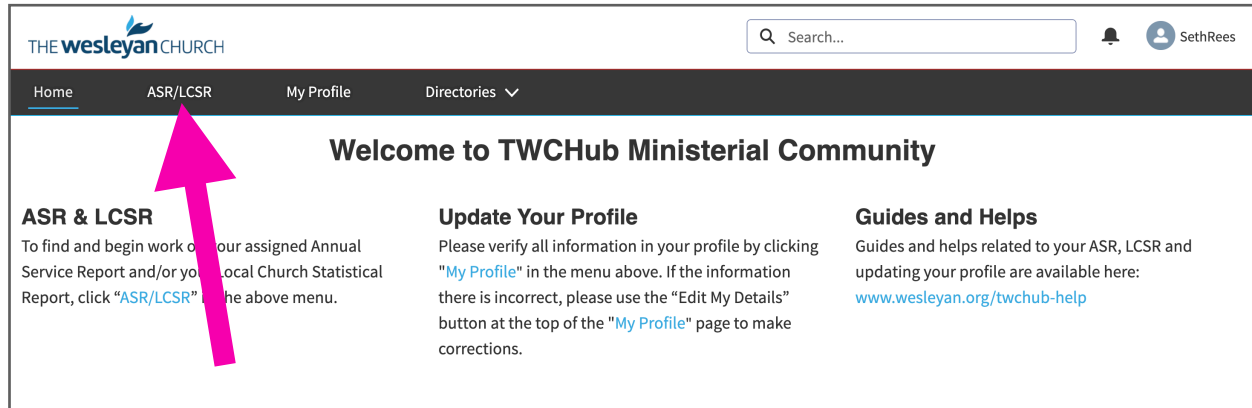 THE wesleyan CHURCH
Search...
SethRees
Home
ASR/LCSR
My Profile
Directories
Welcome to TWCHub Ministerial Community
ASR & LCSR
To find and begin work o our assigned Annual
Service Report and/or yo Local Church Statistical
Report, click “ASR/LCSR” he above menu.
Update Your Profile
Please verify all information in your profile by clicking
"My Profile" in the menu above. If the information
there is incorrect, please use the “Edit My Details”
button at the top of the "My Profile" page to make
corrections.
Guides and Helps
Guides and helps related to your ASR, LCSR and
updating your profile are available here:
www.wesleyan.org/twchub-help